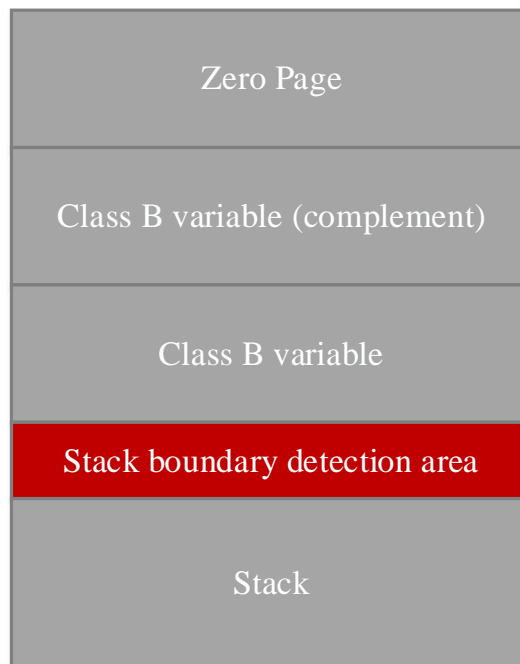 Zero Page
Class B variable (complement)
Class B variable
Stack boundary detection area
Stack